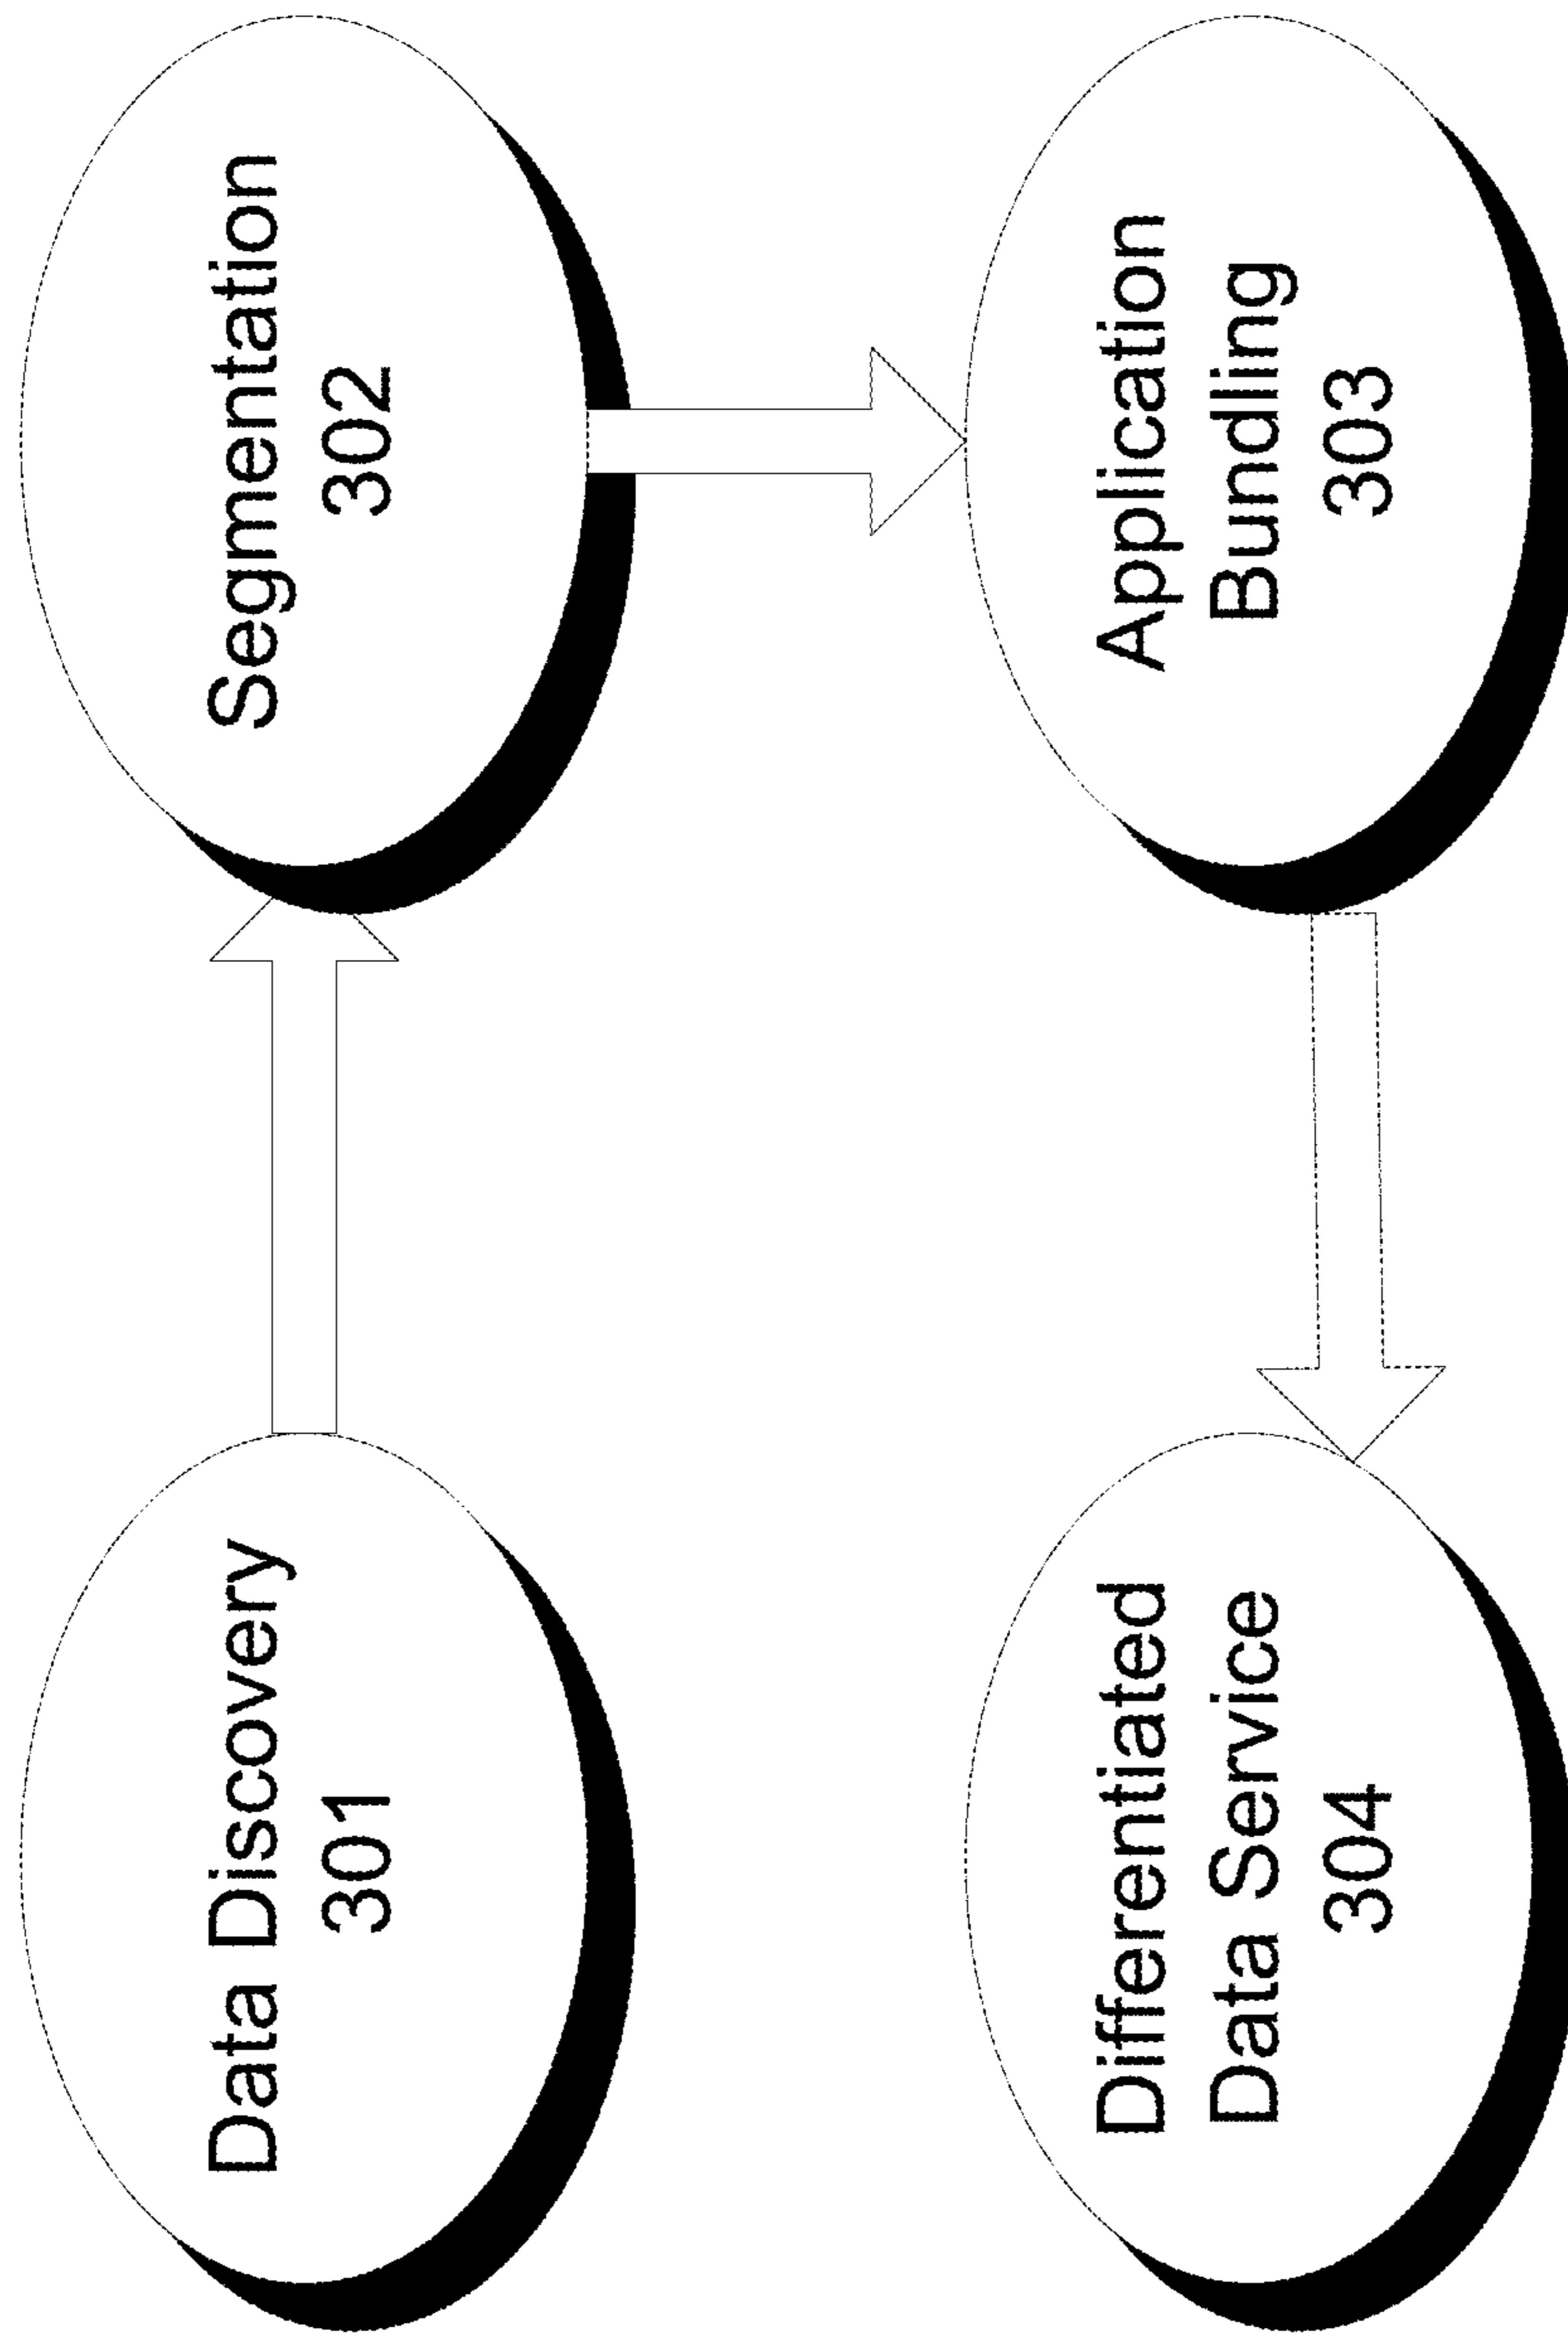 Data Discovery
301
Segmentation
302
Application
Bundling
303
Differentiated
Data Service
304